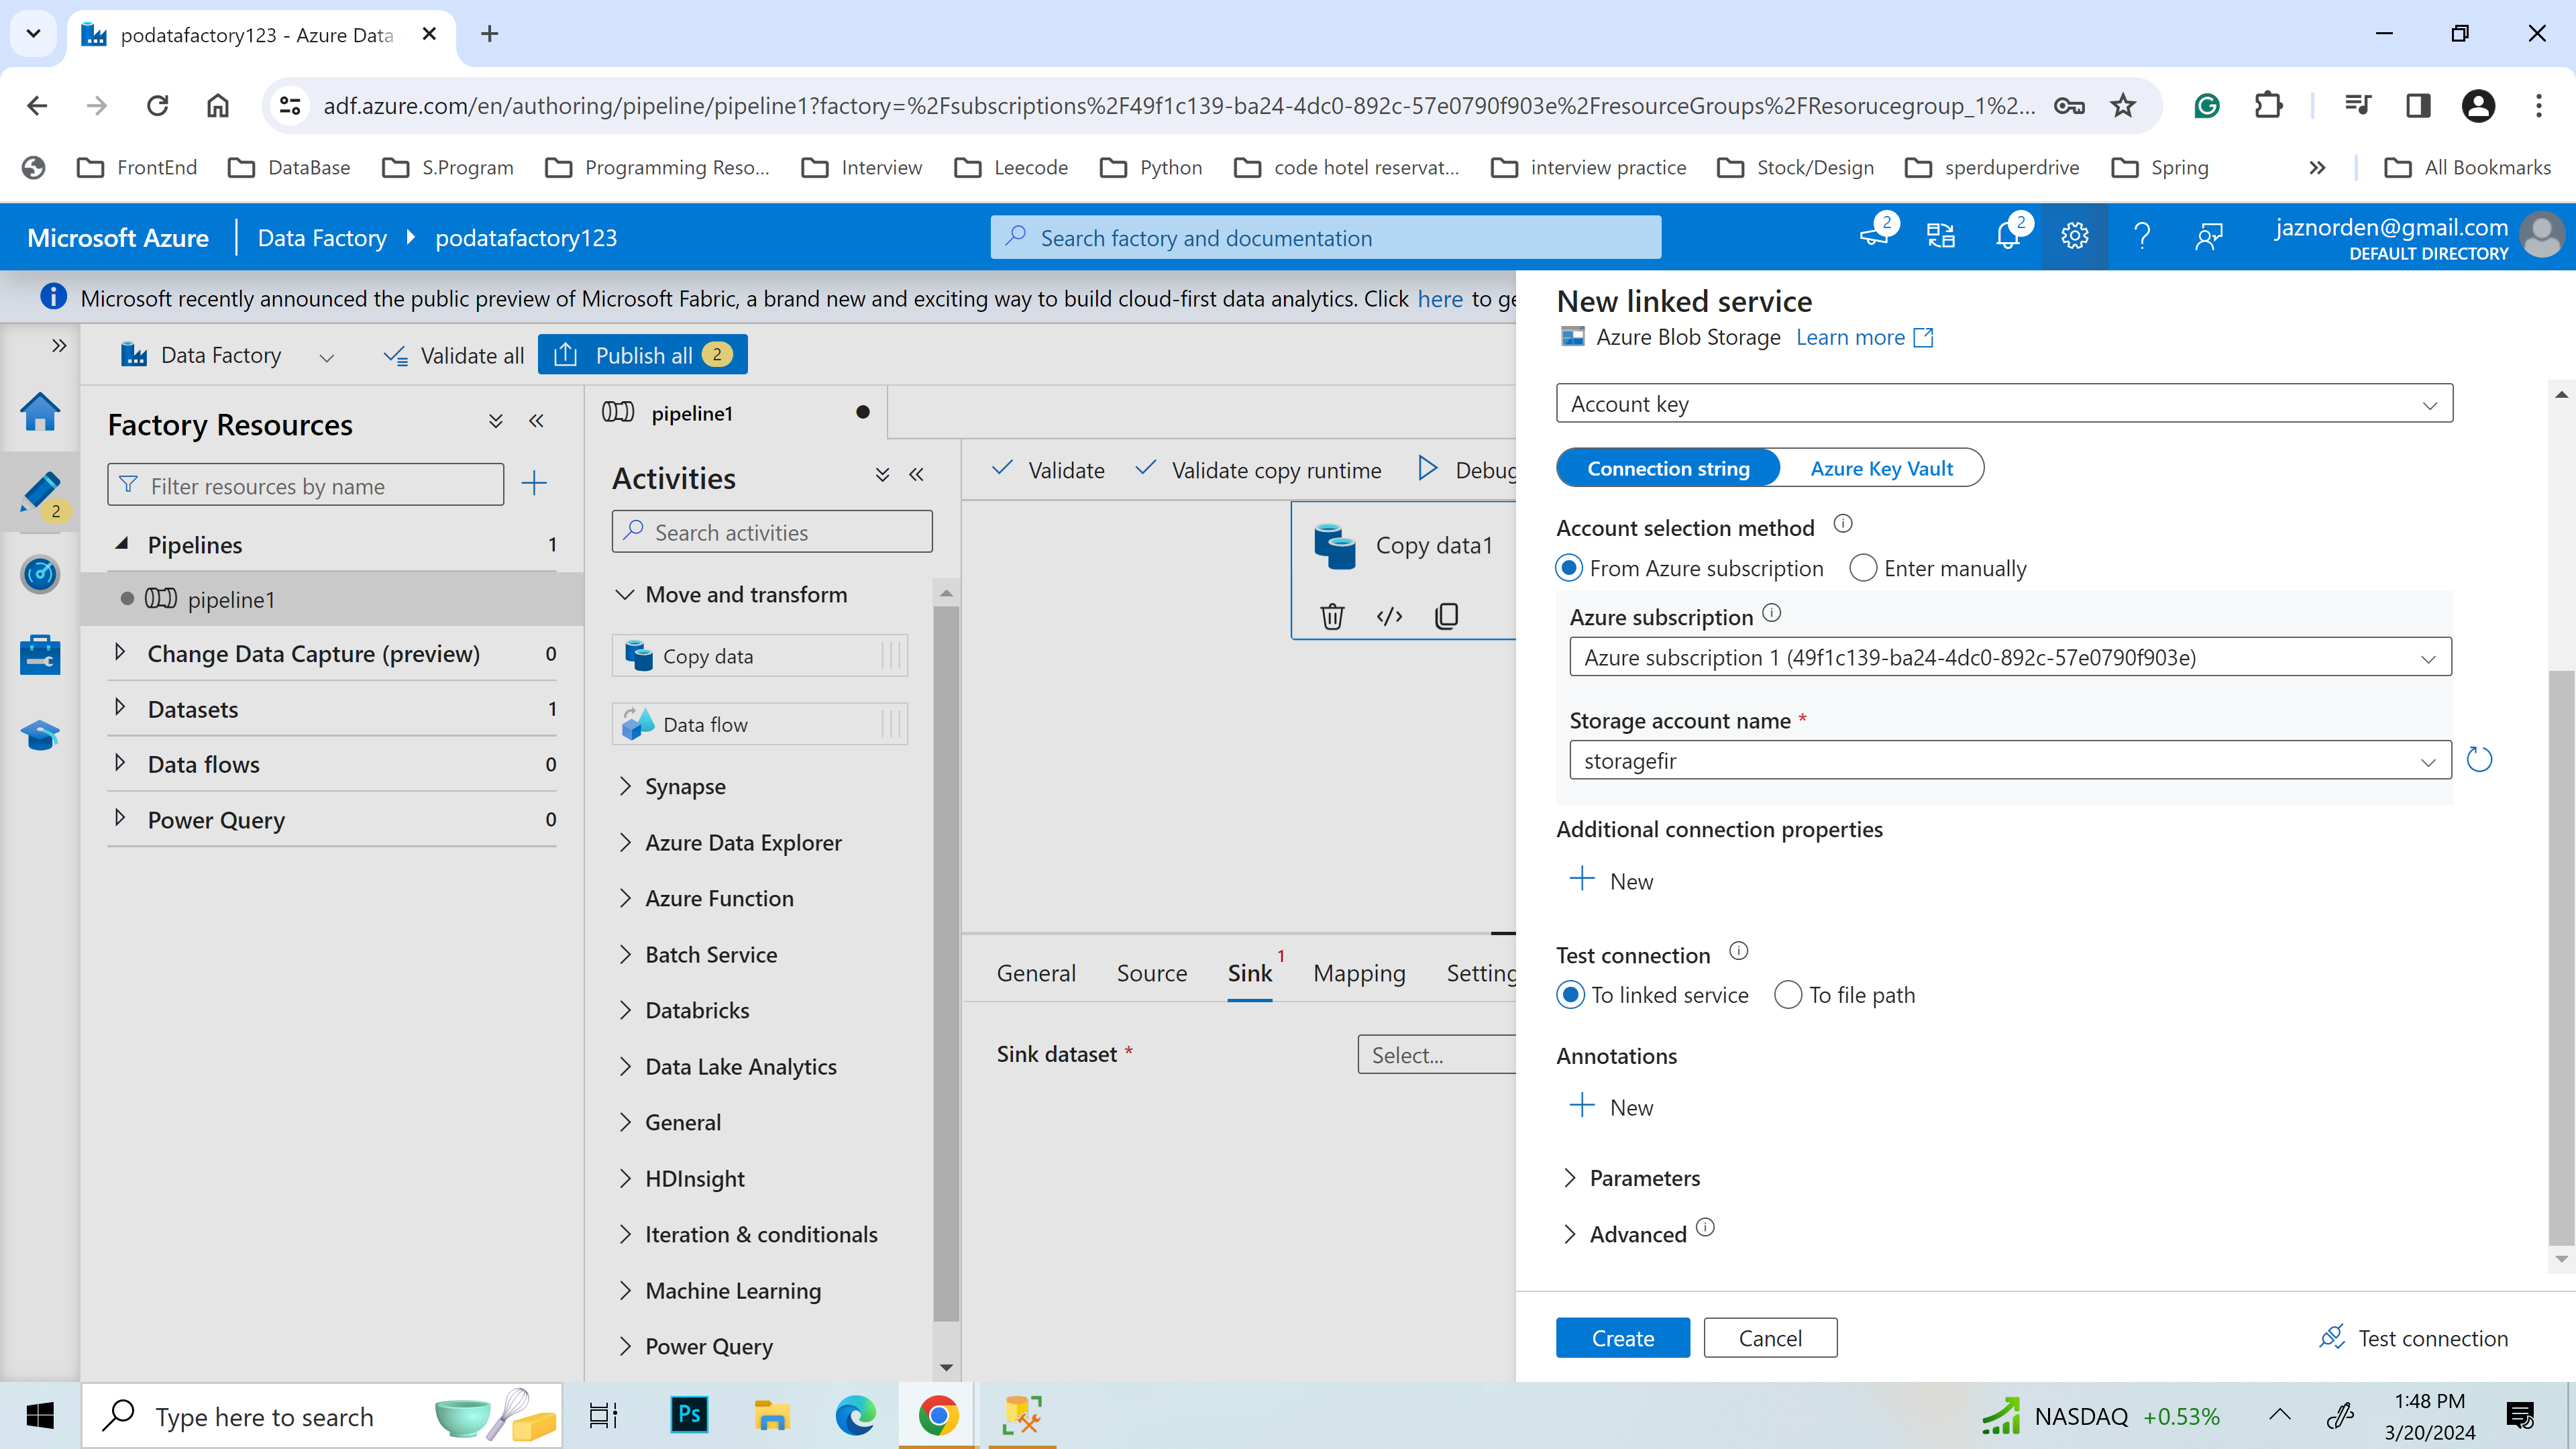 podatafactory123 - Azure Data
adf.azure.com/en/authoring/pipeline/pipeline1?factory=%2Fsubscriptions%2F49f1c139-ba24-4dc0-892c-57e0790f903e%2FresourceGroups%2FResorucegroup_1%2...
FrontEnd DataBase S.Program Programming Reso... Interview Leecode Python code hotel reservat... interview practice Stock/Design sperduperdrive Spring All Bookmarks
Microsoft Azure Data Factory podatafactory123 Search factory and documentation 2 2 jaznorden@gmail.com
DEFAULT DIRECTORY
Microsoft recently announced the public preview of Microsoft Fabric, a brand new and exciting way to build cloud-first data analytics. Click here to ge
Data Factory Validate all Publish all 2
2
Factory Resources
Filter resources by name
Pipelines 1
pipeline1
Change Data Capture (preview) 0
Datasets 1
Data flows 0
Power Query 0
pipeline1
Activities
Search activities
Move and transform
Copy data
Data flow
Synapse
Azure Data Explorer
Azure Function
Batch Service
Databricks
Data Lake Analytics
General
HDInsight
Iteration & conditionals
Machine Learning
Power Query
Validate Validate copy runtime Debug
Copy data1
General Source Sink 1 Mapping Setting
Sink dataset * Select...
New linked service
Azure Blob Storage Learn more
Account key
Connection string Azure Key Vault
Account selection method
From Azure subscription Enter manually
Azure subscription
Azure subscription 1 (49f1c139-ba24-4dc0-892c-57e0790f903e)
Storage account name *
storagefir
Additional connection properties
New
Test connection
To linked service To file path
Annotations
New
Parameters
Advanced
Create Cancel Test connection
Type here to search Ps NASDAQ +0.53% 1:48 PM
3/20/2024